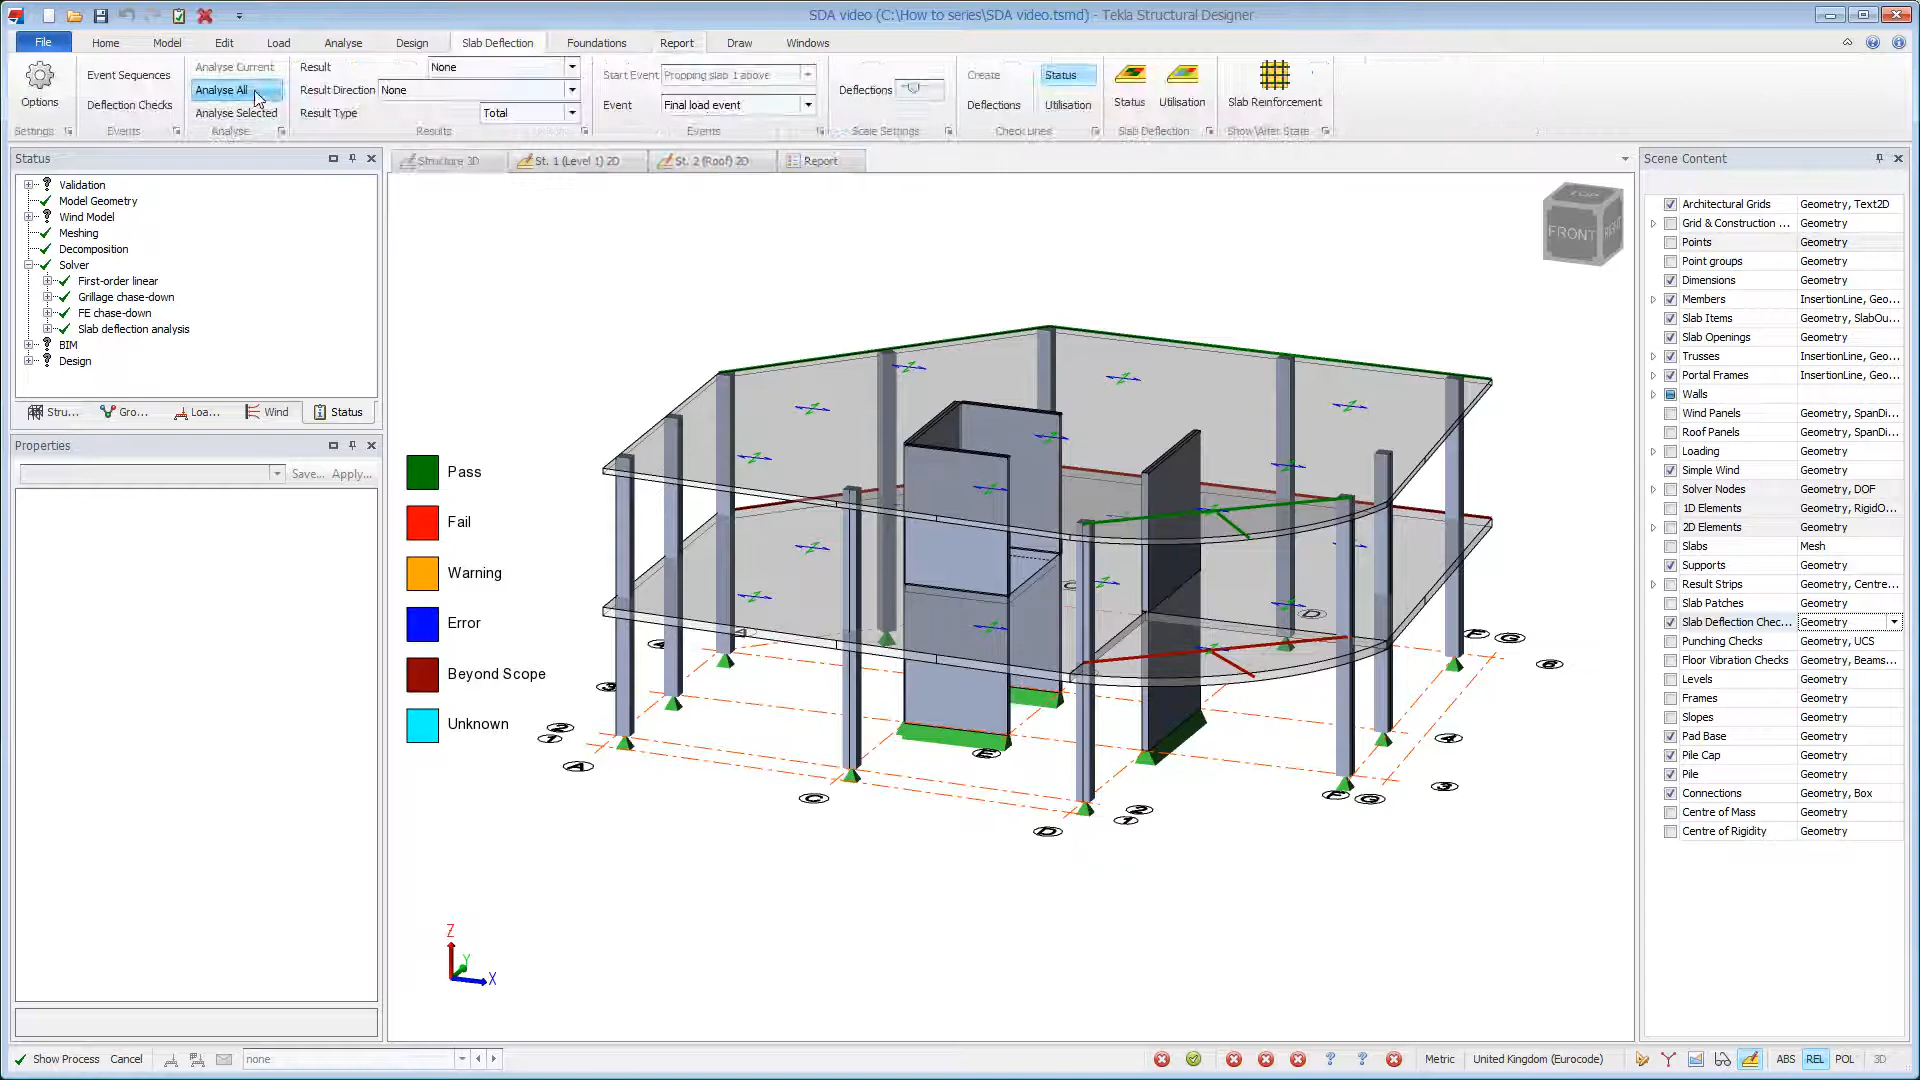 SDA video (C:\How to series\SDA video.tsmd) - Tekla Structural Designer
File Home Model Edit Load Analyse Design Slab Deflection Foundations Report Draw Windows
Options
Settings
Event Sequences
Deflection Checks
Events
Analyse Current
Analyse All
Analyse Selected
Analyse
Result None
Result Direction None
Result Type Total
Results
Start Event Propping slab 1 above
Event Final load event
Events
Deflections
Scale Settings
Create
Deflections
Status
Utilisation
Check Lines
Status
Utilisation
Slab Deflection
Slab Reinforcement
Show/Alter State
Status
Validation
Model Geometry
Wind Model
Meshing
Decomposition
Solver
First-order linear
Grillage chase-down
FE chase-down
Slab deflection analysis
BIM
Design
Stru... Gro... Loa... Wind Status
Properties
Save... Apply...
Structure 3D St. 1 (Level 1) 2D St. 2 (Roof) 2D Report
TOP
FRONT
RIGHT
Pass
Fail
Warning
Error
Beyond Scope
Unknown
A
C
D
E
F
G
1
2
3
4
6
Z
Y
X
Scene Content
Architectural Grids Geometry, Text2D
Grid & Construction ... Geometry
Points Geometry
Point groups Geometry
Dimensions Geometry
Members InsertionLine, Geo...
Slab Items Geometry, SlabOu...
Slab Openings Geometry
Trusses InsertionLine, Geo...
Portal Frames InsertionLine, Geo...
Walls
Wind Panels Geometry, SpanDi...
Roof Panels Geometry, SpanDi...
Loading Geometry
Simple Wind Geometry
Solver Nodes Geometry, DOF
1D Elements Geometry, RigidO...
2D Elements Geometry
Slabs Mesh
Supports Geometry
Result Strips Geometry, Centre...
Slab Patches Geometry
Slab Deflection Chec... Geometry
Punching Checks Geometry, UCS
Floor Vibration Checks Geometry, Beams...
Levels Geometry
Frames Geometry
Slopes Geometry
Pad Base Geometry
Pile Cap Geometry
Pile Geometry
Connections Geometry, Box
Centre of Mass Geometry
Centre of Rigidity Geometry
Show Process Cancel none Metric United Kingdom (Eurocode) ABS REL POL 3D